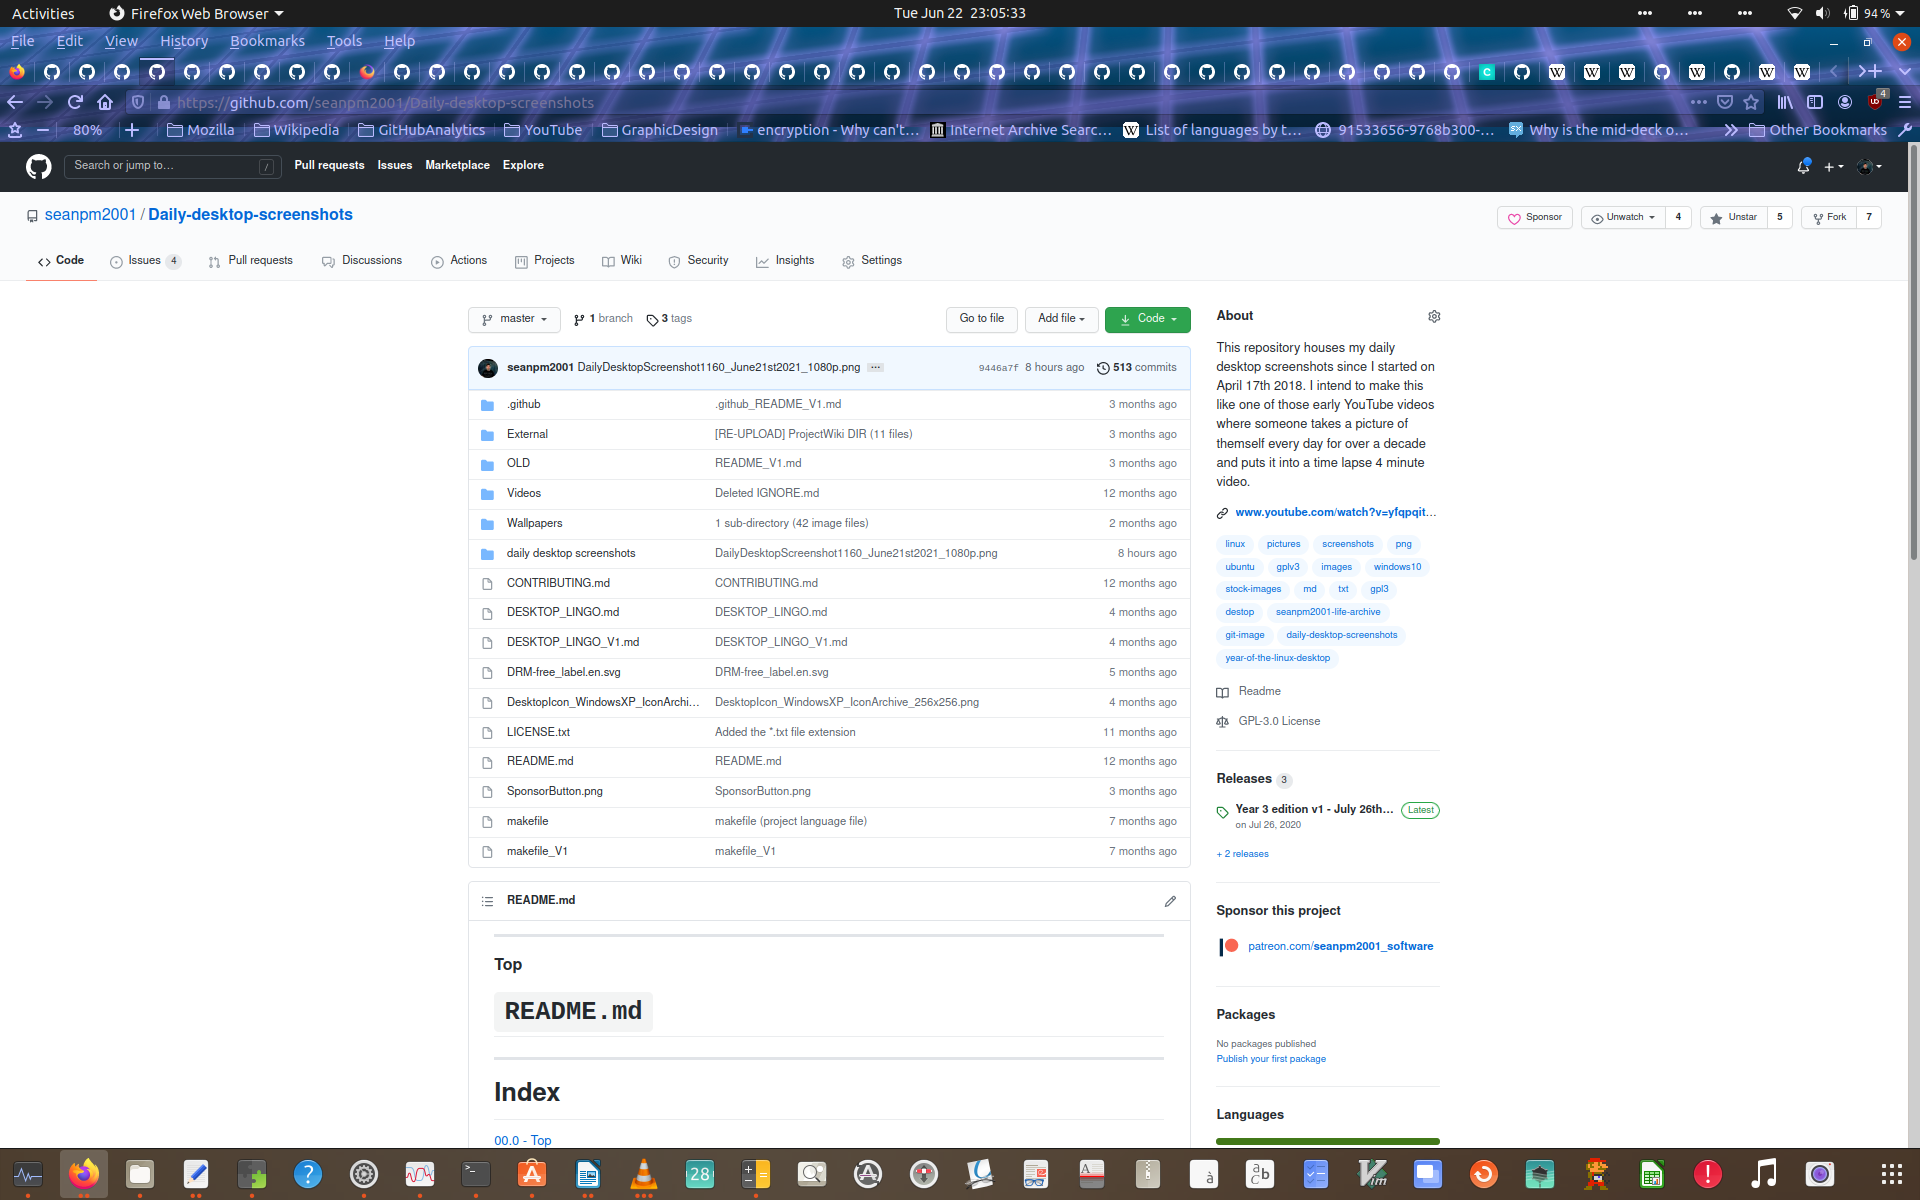 Activities Firefox Web Browser Tue Jun 22 23:05:33 94 %
File Edit View History Bookmarks Tools Help
https://github.com/seanpm2001/Daily-desktop-screenshots 4
80% Mozilla Wikipedia GitHubAnalytics YouTube GraphicDesign encryption - Why can't… Internet Archive Searc… List of languages by t… 91533656-9768b300-… Why is the mid-deck o… Other Bookmarks
Search or jump to… / Pull requests Issues Marketplace Explore
seanpm2001 / Daily-desktop-screenshots Sponsor Unwatch 4 Unstar 5 Fork 7
Code Issues 4 Pull requests Discussions Actions Projects Wiki Security Insights Settings
master 1 branch 3 tags Go to file Add file Code
seanpm2001 DailyDesktopScreenshot1160_June21st2021_1080p.png … 9446a7f 8 hours ago 513 commits
.github .github_README_V1.md 3 months ago
External [RE-UPLOAD] ProjectWiki DIR (11 files) 3 months ago
OLD README_V1.md 3 months ago
Videos Deleted IGNORE.md 12 months ago
Wallpapers 1 sub-directory (42 image files) 2 months ago
daily desktop screenshots DailyDesktopScreenshot1160_June21st2021_1080p.png 8 hours ago
CONTRIBUTING.md CONTRIBUTING.md 12 months ago
DESKTOP_LINGO.md DESKTOP_LINGO.md 4 months ago
DESKTOP_LINGO_V1.md DESKTOP_LINGO_V1.md 4 months ago
DRM-free_label.en.svg DRM-free_label.en.svg 5 months ago
DesktopIcon_WindowsXP_IconArchi… DesktopIcon_WindowsXP_IconArchive_256x256.png 4 months ago
LICENSE.txt Added the *.txt file extension 11 months ago
README.md README.md 12 months ago
SponsorButton.png SponsorButton.png 3 months ago
makefile makefile (project language file) 7 months ago
makefile_V1 makefile_V1 7 months ago
README.md
Top
README.md
Index
00.0 - Top
About
This repository houses my daily
desktop screenshots since I started on
April 17th 2018. I intend to make this
like one of those early YouTube videos
where someone takes a picture of
themself every day for over a decade
and puts it into a time lapse 4 minute
video.
www.youtube.com/watch?v=yfqpqit…
linux pictures screenshots png
ubuntu gplv3 images windows10
stock-images md txt gpl3
destop seanpm2001-life-archive
git-image daily-desktop-screenshots
year-of-the-linux-desktop
Readme
GPL-3.0 License
Releases 3
Year 3 edition v1 - July 26th… Latest
on Jul 26, 2020
+ 2 releases
Sponsor this project
patreon.com/seanpm2001_software
Packages
No packages published
Publish your first package
Languages
28